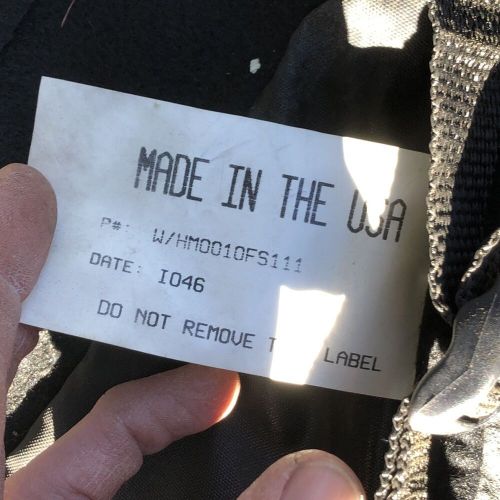 MADE IN THE USA
P#: W/HM0010FS111
DATE: I046
DO NOT REMOVE LABEL